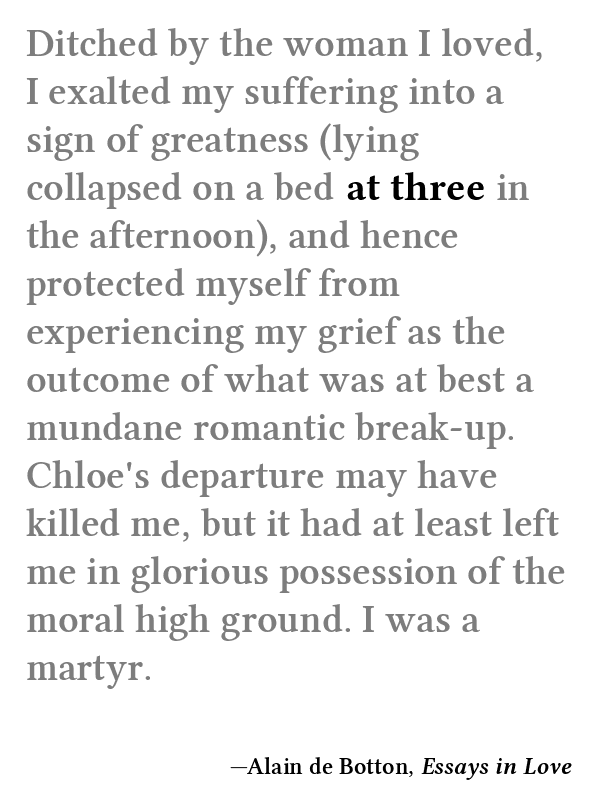 Ditched by the woman I loved,
I exalted my suffering into a
sign of greatness (lying
collapsed on a bed at three in
the afternoon), and hence
protected myself from
experiencing my grief as the
outcome of what was at best a
mundane romantic break-up.
Chloe's departure may have
killed me, but it had at least left
me in glorious possession of the
moral high ground. I was a
martyr.
—Alain de Botton, Essays in Love